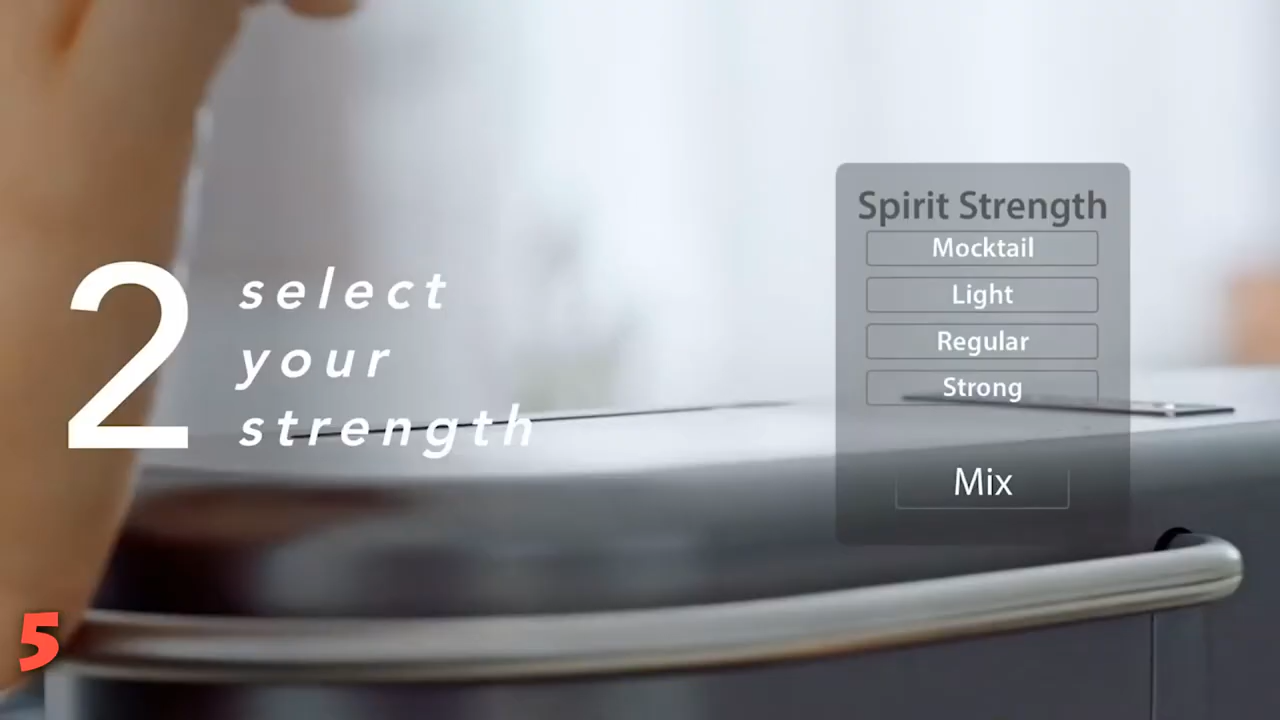 2
select
your
strength
Spirit Strength
Mocktail
Light
Regular
Strong
Mix
5